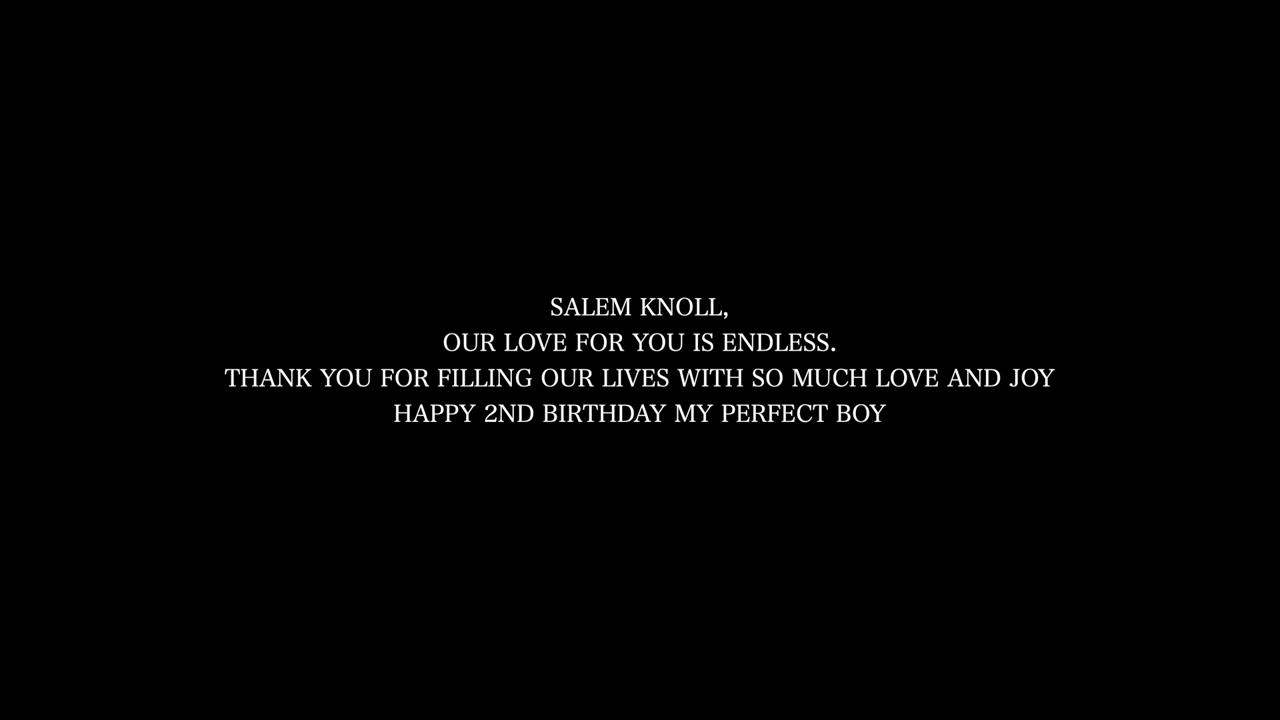 SALEM KNOLL,
OUR LOVE FOR YOU IS ENDLESS.
THANK YOU FOR FILLING OUR LIVES WITH SO MUCH LOVE AND JOY
HAPPY 2ND BIRTHDAY MY PERFECT BOY